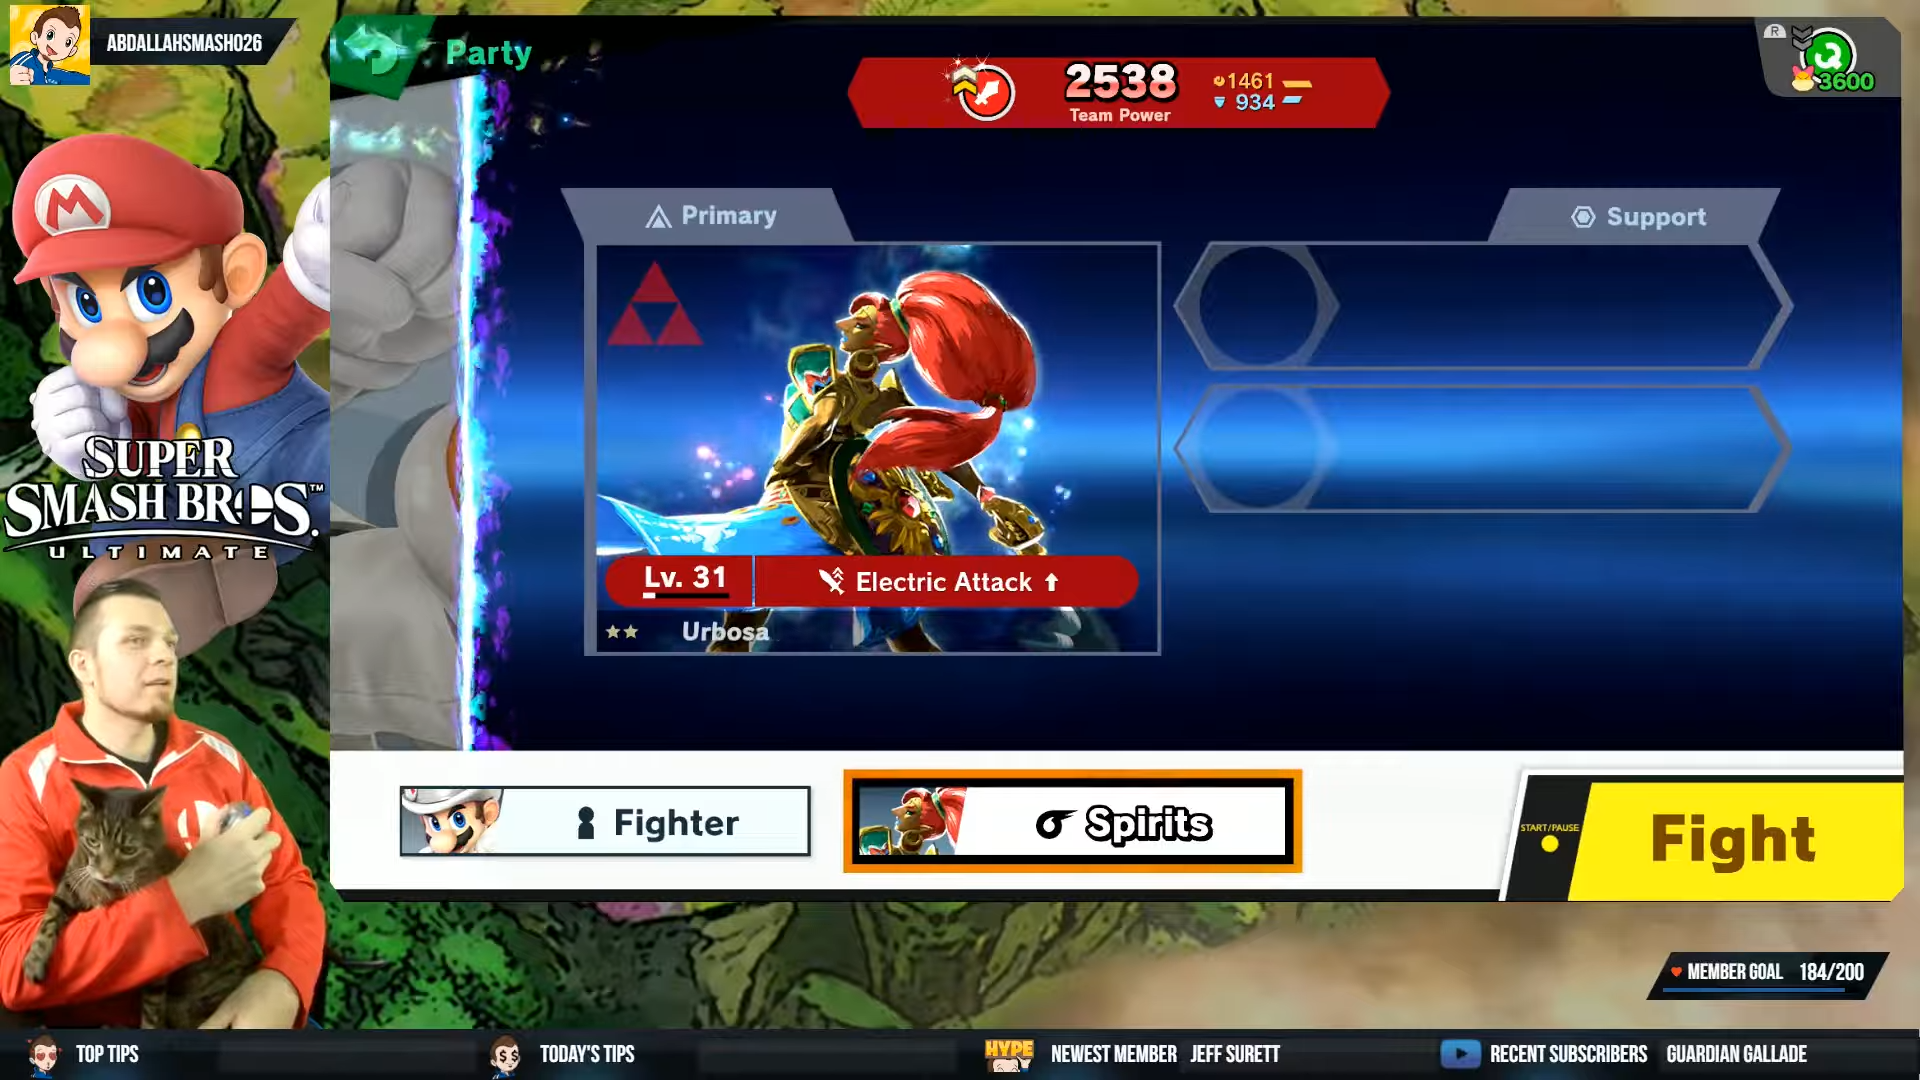 ABDALLAHSMASH026
Party
2538
Team Power
1461
934
R
3600
M
Primary
Support
SUPER
SMASH BROS.™
ULTIMATE
Lv. 31
Electric Attack
Urbosa
Fighter
Spirits
START/PAUSE
Fight
MEMBER GOAL 184/200
TOP TIPS
TODAY'S TIPS
HYPE
NEWEST MEMBER JEFF SURETT
RECENT SUBSCRIBERS GUARDIAN GALLADE